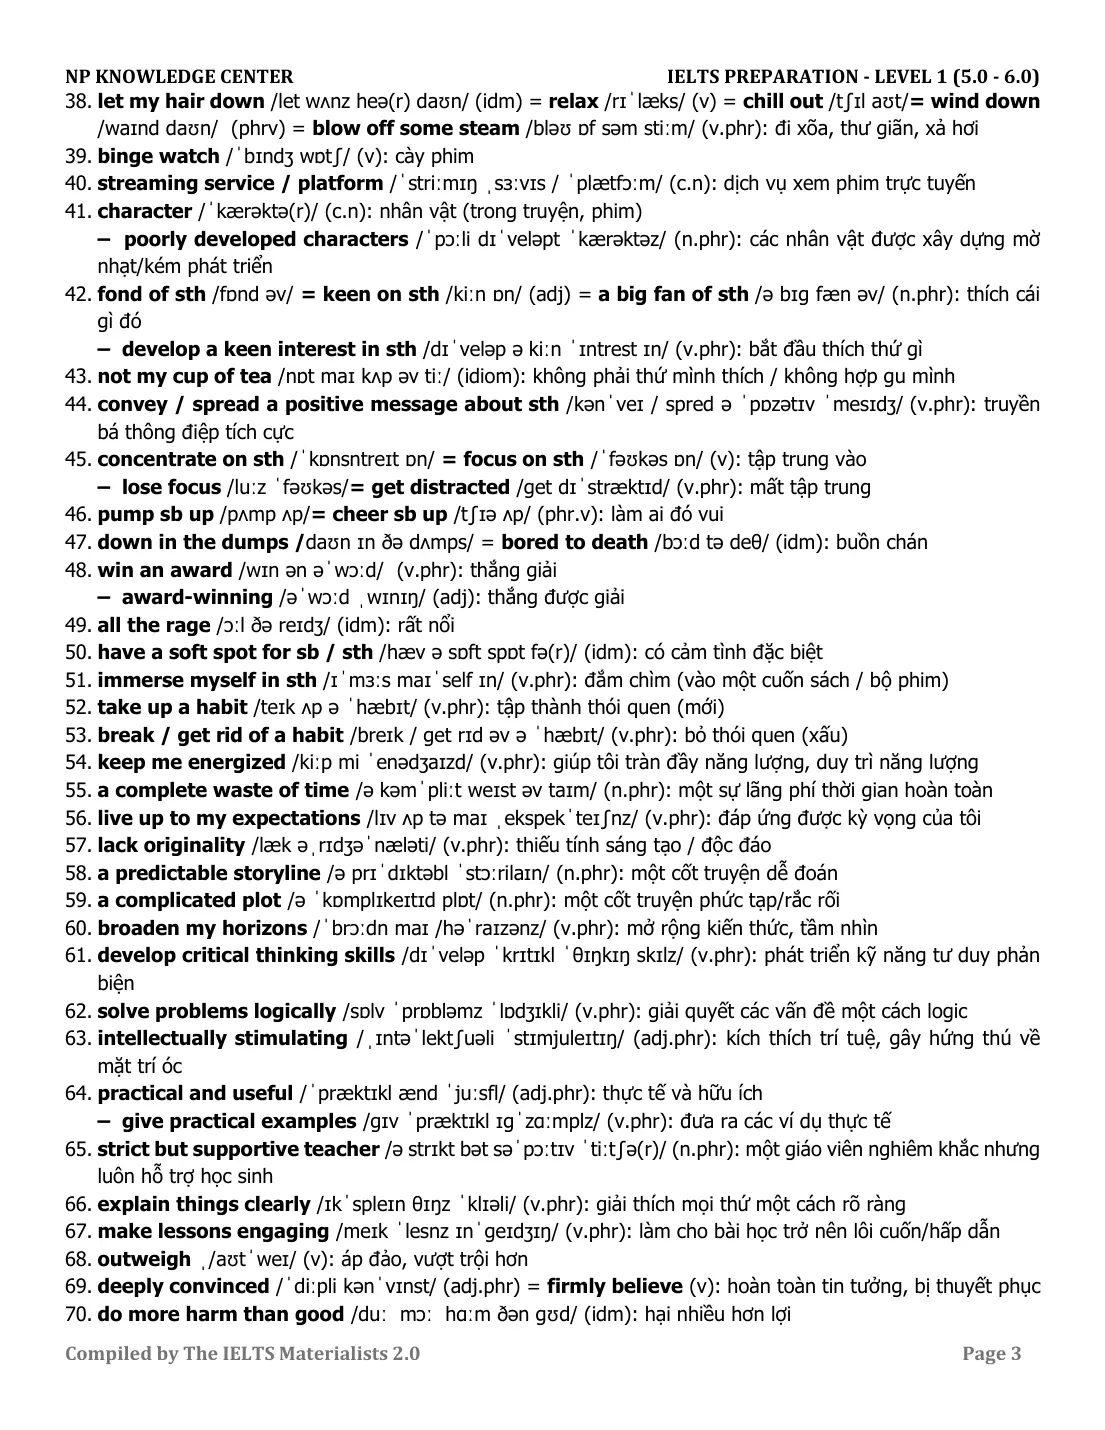 NP KNOWLEDGE CENTER IELTS PREPARATION - LEVEL 1 (5.0 - 6.0)
38. let my hair down /let wʌnz heə(r) daʊn/ (idm) = relax /rɪˈlæks/ (v) = chill out /tʃɪl aʊt/= wind down
/waɪnd daʊn/ (phrv) = blow off some steam /bləʊ ɒf səm stiːm/ (v.phr): đi xõa, thư giãn, xả hơi
39. binge watch /ˈbɪndʒ wɒtʃ/ (v): cày phim
40. streaming service / platform /ˈstriːmɪŋ ˌsɜːvɪs / ˈplætfɔːm/ (c.n): dịch vụ xem phim trực tuyến
41. character /ˈkærəktə(r)/ (c.n): nhân vật (trong truyện, phim)
– poorly developed characters /ˈpɔːli dɪˈveləpt ˈkærəktəz/ (n.phr): các nhân vật được xây dựng mờ
nhạt/kém phát triển
42. fond of sth /fɒnd əv/ = keen on sth /kiːn ɒn/ (adj) = a big fan of sth /ə bɪɡ fæn əv/ (n.phr): thích cái
gì đó
– develop a keen interest in sth /dɪˈveləp ə kiːn ˈɪntrest ɪn/ (v.phr): bắt đầu thích thứ gì
43. not my cup of tea /nɒt maɪ kʌp əv tiː/ (idiom): không phải thứ mình thích / không hợp gu mình
44. convey / spread a positive message about sth /kənˈveɪ / spred ə ˈpɒzətɪv ˈmesɪdʒ/ (v.phr): truyền
bá thông điệp tích cực
45. concentrate on sth /ˈkɒnsntreɪt ɒn/ = focus on sth /ˈfəʊkəs ɒn/ (v): tập trung vào
– lose focus /luːz ˈfəʊkəs/= get distracted /get dɪˈstræktɪd/ (v.phr): mất tập trung
46. pump sb up /pʌmp ʌp/= cheer sb up /tʃɪə ʌp/ (phr.v): làm ai đó vui
47. down in the dumps /daʊn ɪn ðə dʌmps/ = bored to death /bɔːd tə deθ/ (idm): buồn chán
48. win an award /wɪn ən əˈwɔːd/ (v.phr): thắng giải
– award-winning /əˈwɔːd ˌwɪnɪŋ/ (adj): thắng được giải
49. all the rage /ɔːl ðə reɪdʒ/ (idm): rất nổi
50. have a soft spot for sb / sth /hæv ə sɒft spɒt fə(r)/ (idm): có cảm tình đặc biệt
51. immerse myself in sth /ɪˈmɜːs maɪˈself ɪn/ (v.phr): đắm chìm (vào một cuốn sách / bộ phim)
52. take up a habit /teɪk ʌp ə ˈhæbɪt/ (v.phr): tập thành thói quen (mới)
53. break / get rid of a habit /breɪk / get rɪd əv ə ˈhæbɪt/ (v.phr): bỏ thói quen (xấu)
54. keep me energized /kiːp mi ˈenədʒaɪzd/ (v.phr): giúp tôi tràn đầy năng lượng, duy trì năng lượng
55. a complete waste of time /ə kəmˈpliːt weɪst əv taɪm/ (n.phr): một sự lãng phí thời gian hoàn toàn
56. live up to my expectations /lɪv ʌp tə maɪ ˌekspekˈteɪʃnz/ (v.phr): đáp ứng được kỳ vọng của tôi
57. lack originality /læk əˌrɪdʒəˈnæləti/ (v.phr): thiếu tính sáng tạo / độc đáo
58. a predictable storyline /ə prɪˈdɪktəbl ˈstɔːrilaɪn/ (n.phr): một cốt truyện dễ đoán
59. a complicated plot /ə ˈkɒmplɪkeɪtɪd plɒt/ (n.phr): một cốt truyện phức tạp/rắc rối
60. broaden my horizons /ˈbrɔːdn maɪ /həˈraɪzənz/ (v.phr): mở rộng kiến thức, tầm nhìn
61. develop critical thinking skills /dɪˈveləp ˈkrɪtɪkl ˈθɪŋkɪŋ skɪlz/ (v.phr): phát triển kỹ năng tư duy phản
biện
62. solve problems logically /sɒlv ˈprɒbləmz ˈlɒdʒɪkli/ (v.phr): giải quyết các vấn đề một cách logic
63. intellectually stimulating /ˌɪntəˈlektʃuəli ˈstɪmjuleɪtɪŋ/ (adj.phr): kích thích trí tuệ, gây hứng thú về
mặt trí óc
64. practical and useful /ˈpræktɪkl ænd ˈjuːsfl/ (adj.phr): thực tế và hữu ích
– give practical examples /ɡɪv ˈpræktɪkl ɪɡˈzɑːmplz/ (v.phr): đưa ra các ví dụ thực tế
65. strict but supportive teacher /ə strɪkt bət səˈpɔːtɪv ˈtiːtʃə(r)/ (n.phr): một giáo viên nghiêm khắc nhưng
luôn hỗ trợ học sinh
66. explain things clearly /ɪkˈspleɪn θɪŋz ˈklɪəli/ (v.phr): giải thích mọi thứ một cách rõ ràng
67. make lessons engaging /meɪk ˈlesnz ɪnˈɡeɪdʒɪŋ/ (v.phr): làm cho bài học trở nên lôi cuốn/hấp dẫn
68. outweigh ˌ/aʊtˈweɪ/ (v): áp đảo, vượt trội hơn
69. deeply convinced /ˈdiːpli kənˈvɪnst/ (adj.phr) = firmly believe (v): hoàn toàn tin tưởng, bị thuyết phục
70. do more harm than good /duː mɔː hɑːm ðən ɡʊd/ (idm): hại nhiều hơn lợi
Compiled by The IELTS Materialists 2.0 Page 3